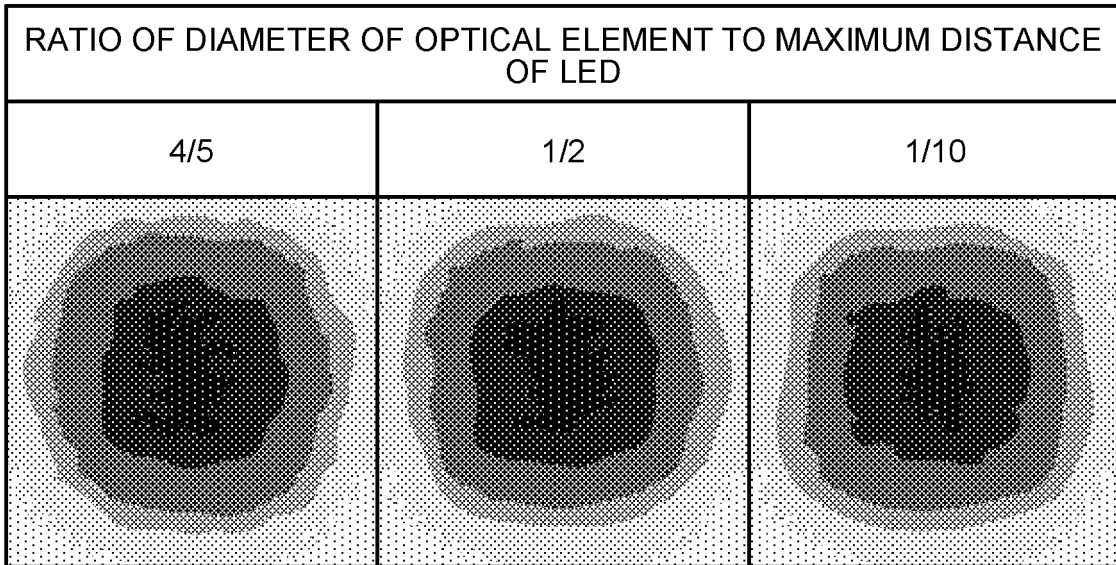 RATIO OF DIAMETER OF OPTICAL ELEMENT TO MAXIMUM DISTANCE
OF LED
4/5 1/2 1/10